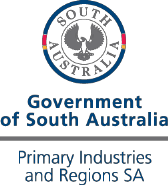 SOUTH
AUSTRALIA
Government
of South Australia
Primary Industries
and Regions SA